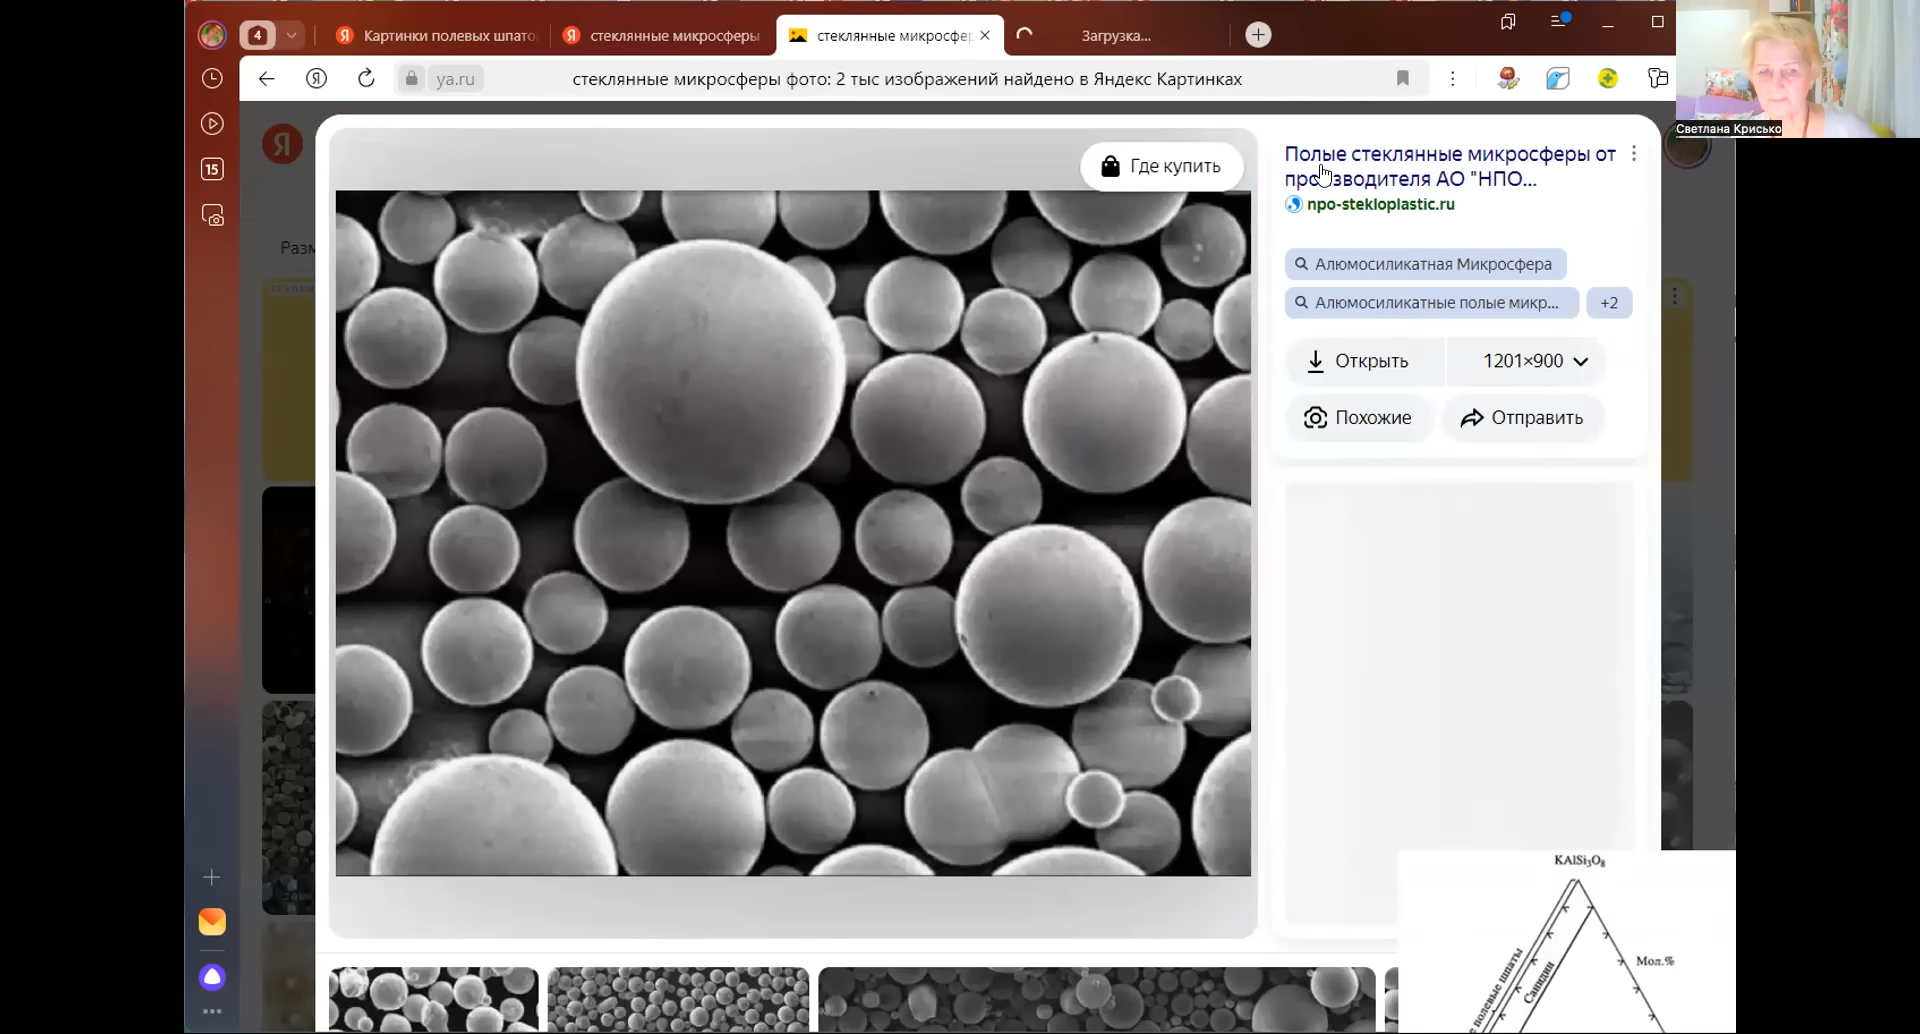 4
Картинки полевых шпато
стеклянные микросферы
стеклянные микросфер
Загрузка...
ya.ru
стеклянные микросферы фото: 2 тыс изображений найдено в Яндекс Картинках
Светлана Крисько
15
Я
Разм
РЕКЛАМА
Где купить
Полые стеклянные микросферы от
производителя АО "НПО...
npo-stekloplastic.ru
Алюмосиликатная Микросфера
Алюмосиликатные полые микр...
+2
Открыть
1201×900
Похожие
Отправить
KAlSi3O8
Мол.%
полевые шпаты
Санидин